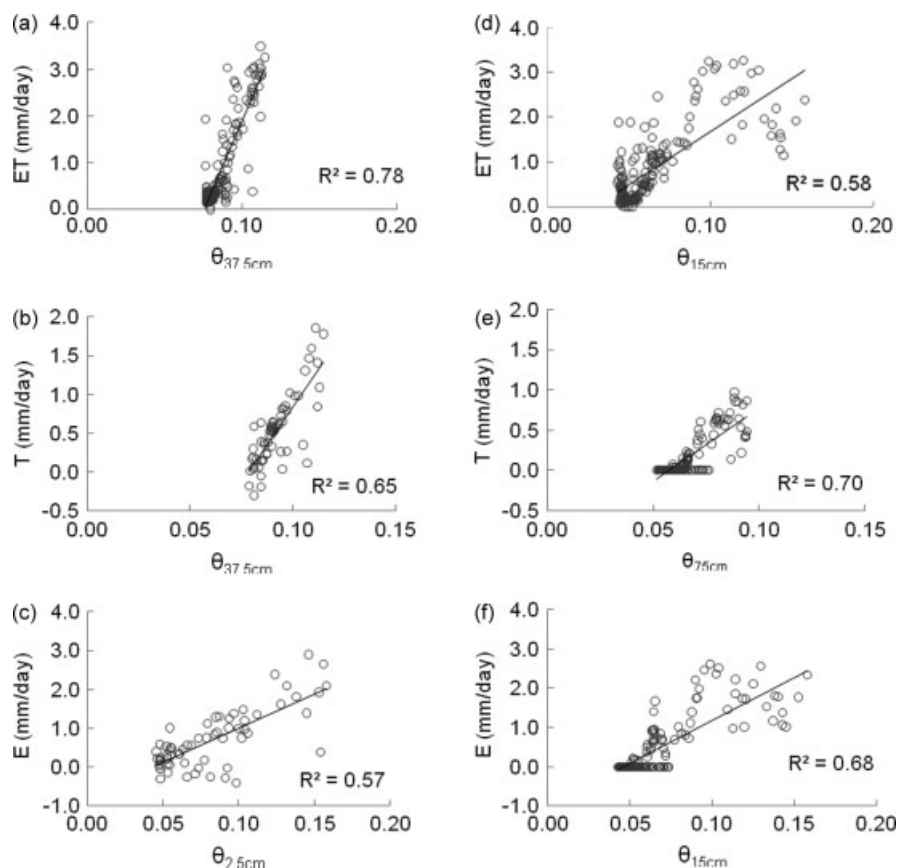 (a)
4.0
3.0
2.0
1.0
0.0
ET (mm/day)
R² = 0.78
0.00 0.10 0.20
θ37.5cm
(d)
4.0
3.0
2.0
1.0
0.0
ET (mm/day)
R² = 0.58
0.00 0.10 0.20
θ15cm
(b)
2.0
1.5
1.0
0.5
0.0
-0.5
T (mm/day)
R² = 0.65
0.00 0.05 0.10 0.15
θ37.5cm
(e)
2.0
1.5
1.0
0.5
0.0
-0.5
T (mm/day)
R² = 0.70
0.00 0.05 0.10 0.15
θ75cm
(c)
4.0
3.0
2.0
1.0
0.0
-1.0
E (mm/day)
R² = 0.57
0.00 0.05 0.10 0.15 0.20
θ2.5cm
(f)
4.0
3.0
2.0
1.0
0.0
-1.0
E (mm/day)
R² = 0.68
0.00 0.05 0.10 0.15 0.20
θ15cm